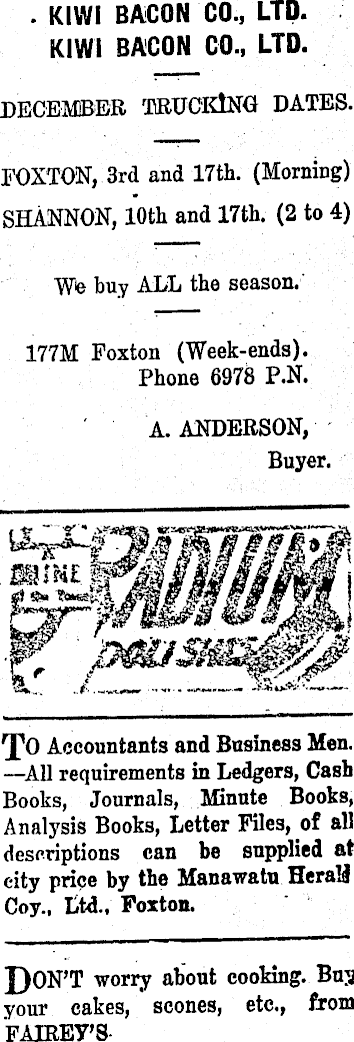 KIWI BACON CO., LTD.
KIWI BACON CO., LTD.
DECEMBER TRUCKING DATES.
FOXTON, 3rd and 17th. (Morning)
SHANNON, 10th and 17th. (2 to 4)
We buy ALL the season.
177M Foxton (Week-ends).
Phone 6978 P.N.
A. ANDERSON,
Buyer.
A
SHINE
RADIUM
POLISHES
TO Accountants and Business Men.
—All requirements in Ledgers, Cash
Books, Journals, Minute Books,
Analysis Books, Letter Files, of all
descriptions can be supplied at
city price by the Manawatu Herald
Coy., Ltd., Foxton.
DON'T worry about cooking. Buy
your cakes, scones, etc., from
FAIREY'S